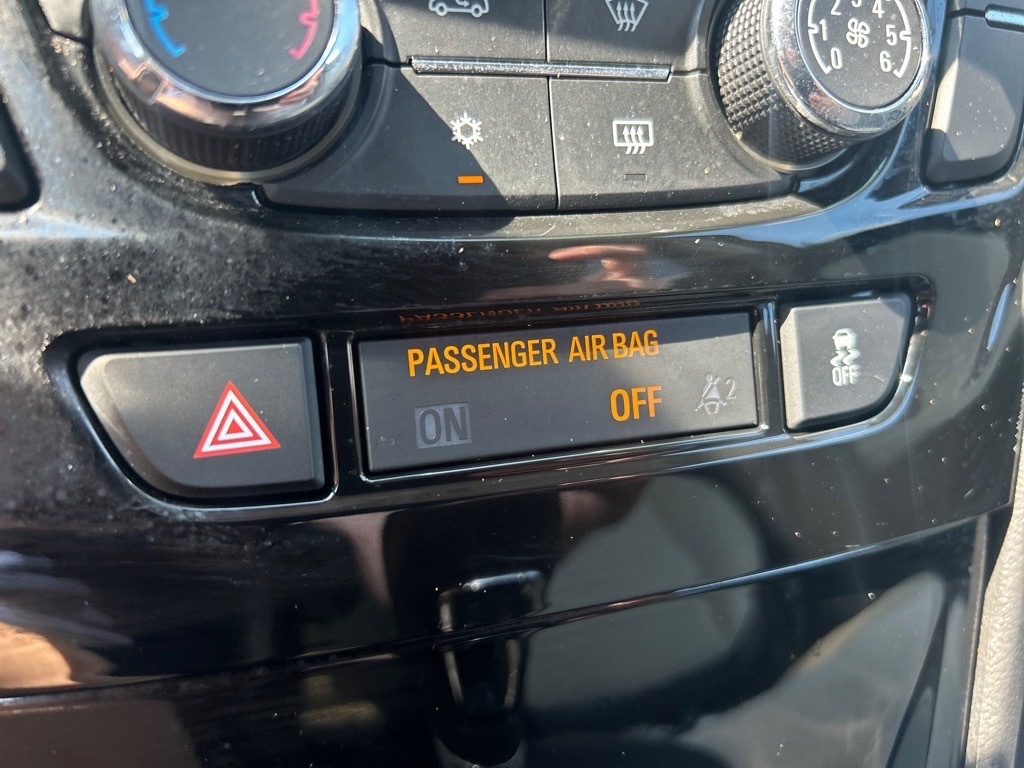 0 1 2 3 4 5 6
PASSENGER AIR BAG
ON OFF 2
OFF